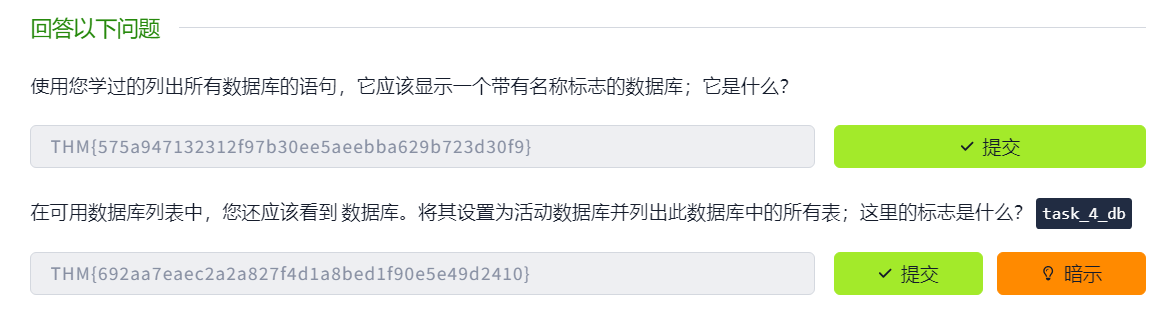 回答以下问题
使用您学过的列出所有数据库的语句，它应该显示一个带有名称标志的数据库；它是什么？
THM{575a947132312f97b30ee5aeebba629b723d30f9}
提交
在可用数据库列表中，您还应该看到 数据库。将其设置为活动数据库并列出此数据库中的所有表；这里的标志是什么？ task_4_db
THM{692aa7eaec2a2a827f4d1a8bed1f90e5e49d2410}
提交
暗示